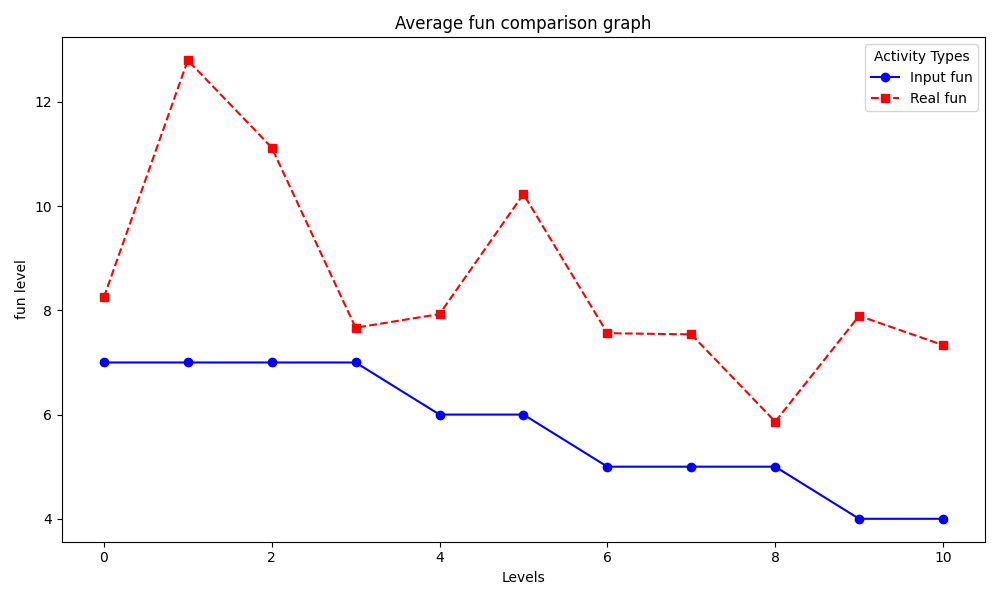 Average fun comparison graph
Activity Types
Input fun
Real fun
12
10
8
6
4
fun level
0 2 4 6 8 10
Levels